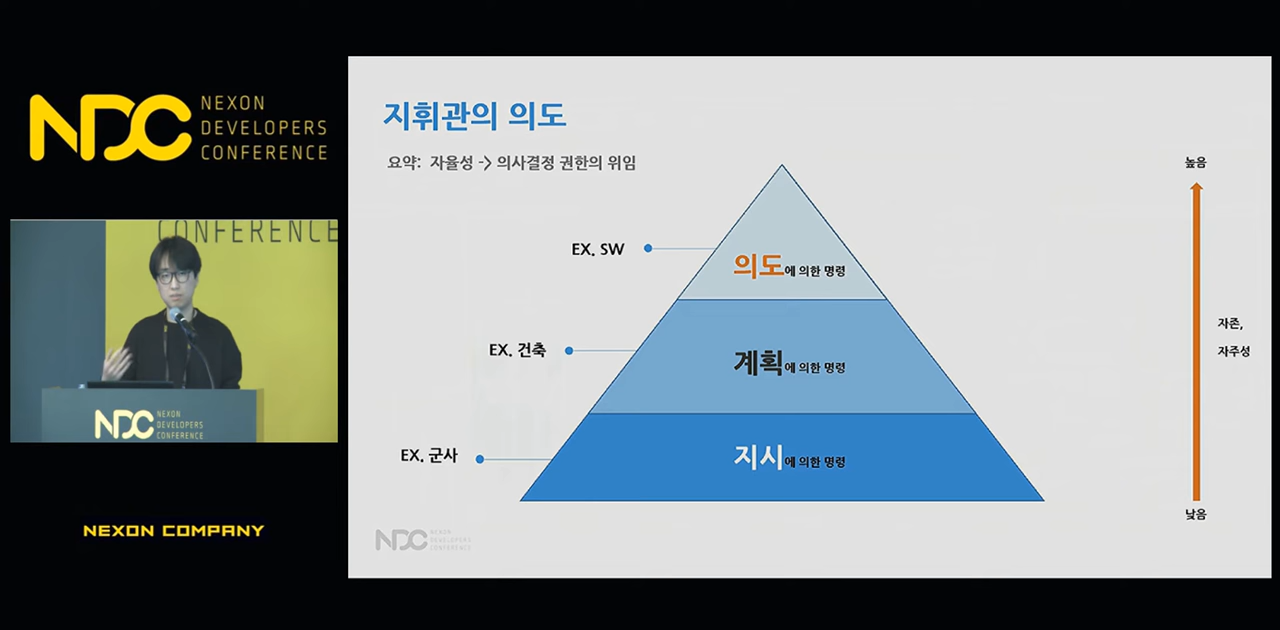 NDC NEXON
DEVELOPERS
CONFERENCE
CONFERENCE
NDC NEXON
DEVELOPERS
CONFERENCE
NEXON COMPANY
지휘관의 의도
요약: 자율성 -> 의사결정 권한의 위임
EX. SW
의도에 의한 명령
EX. 건축
계획에 의한 명령
EX. 군사
지시에 의한 명령
높음
자존,
자주성
낮음
NDC NEXON
DEVELOPERS
CONFERENCE